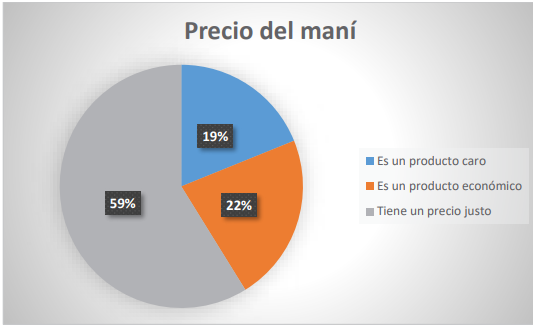 Precio del maní
19%
22%
59%
Es un producto caro
Es un producto económico
Tiene un precio justo